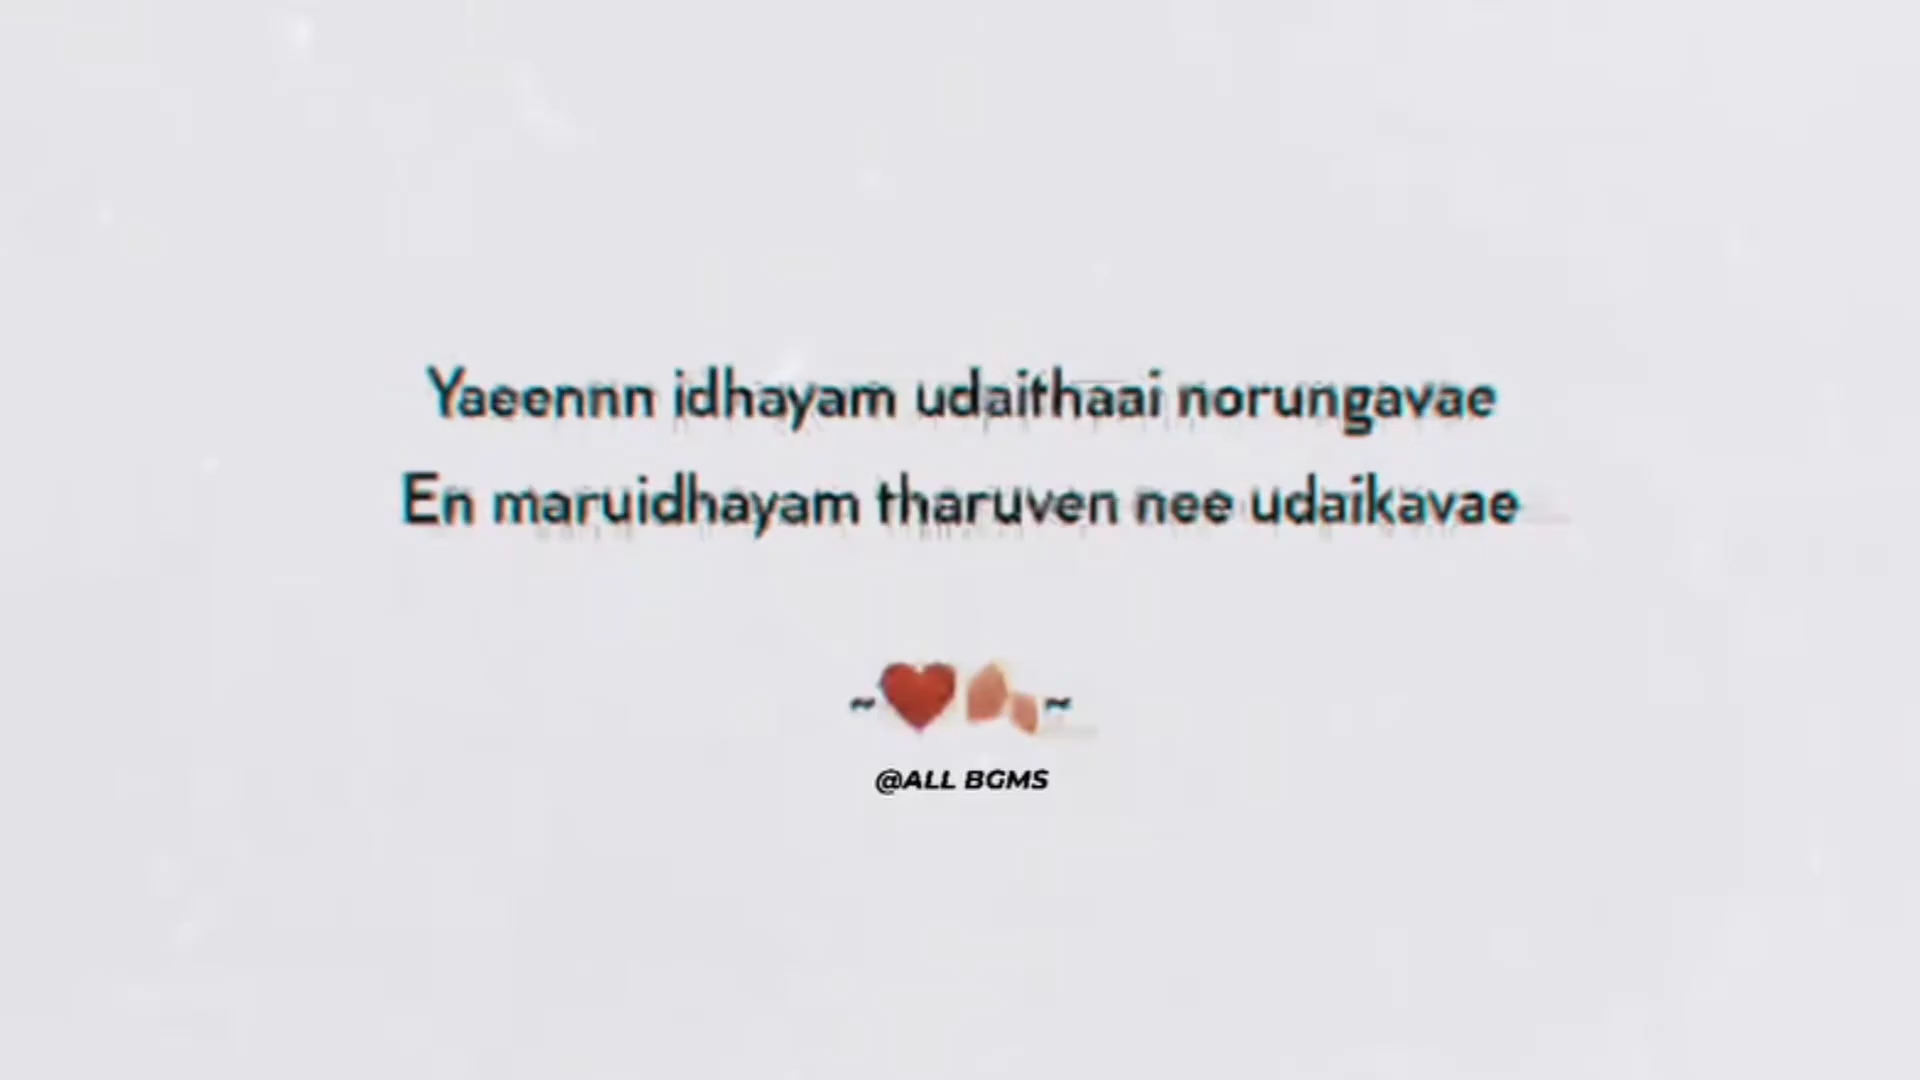 Yaeennn idhayam udaithaai norungavae
En maruidhayam tharuven nee udaikavae
~❤️🍂~
@ALL BGMS